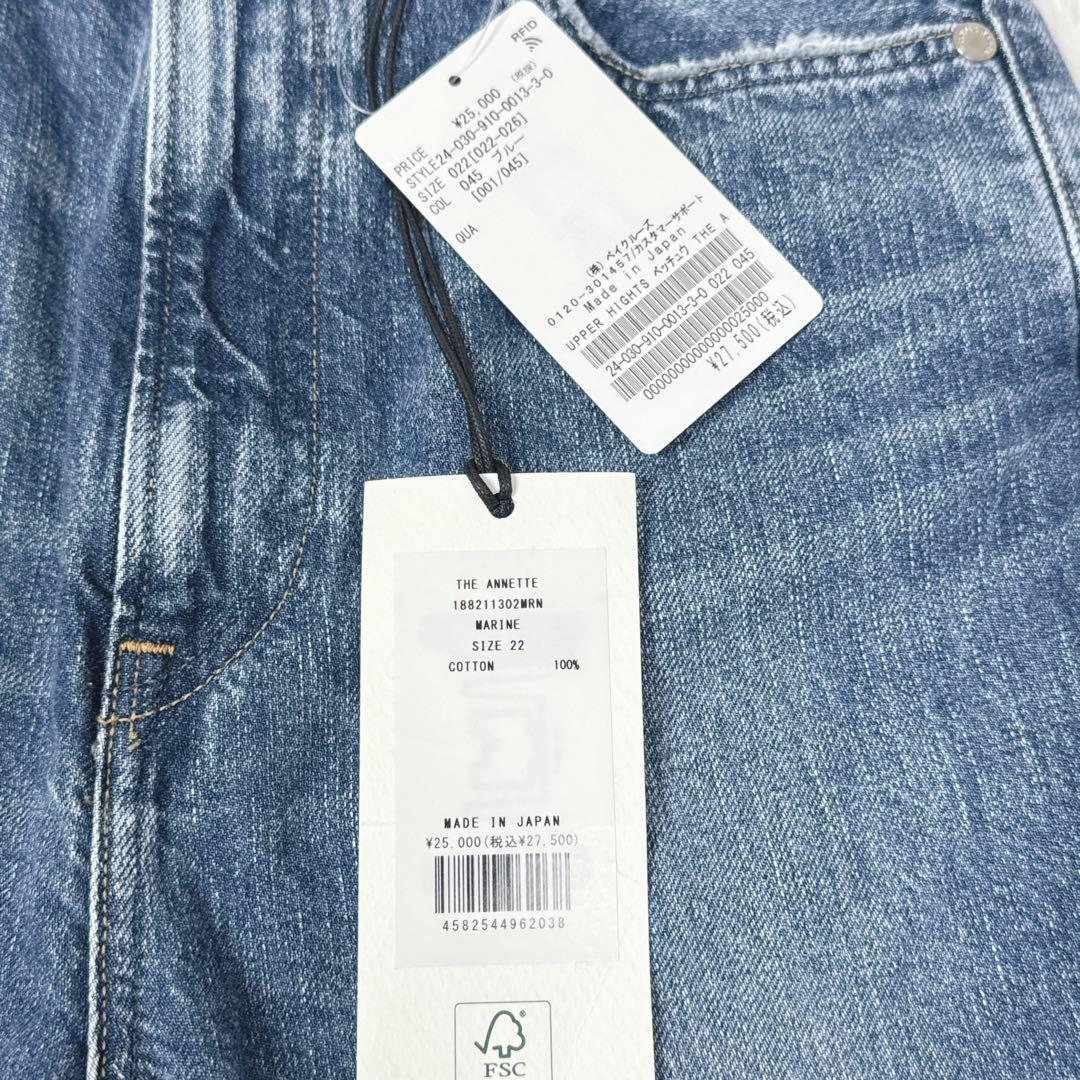 RFID
PRICE ¥25,000 (税抜)
STYLE24-030-910-0013-3-0
SIZE 022[022-026]
COL 045 ブルー
[001/045]
QUA
(株)ベイクルーズ
0120-301457/カスタマーサポート
Made in Japan
UPPER HIGHTS ベッチュウ THE A
24-030-910-0013-3-0 022 045
00000000000000025000
¥27,500(税込)
THE ANNETTE
188211302MRN
MARINE
SIZE 22
COTTON 100%
MADE IN JAPAN
¥25,000(税込¥27,500)
4582544962038
FSC